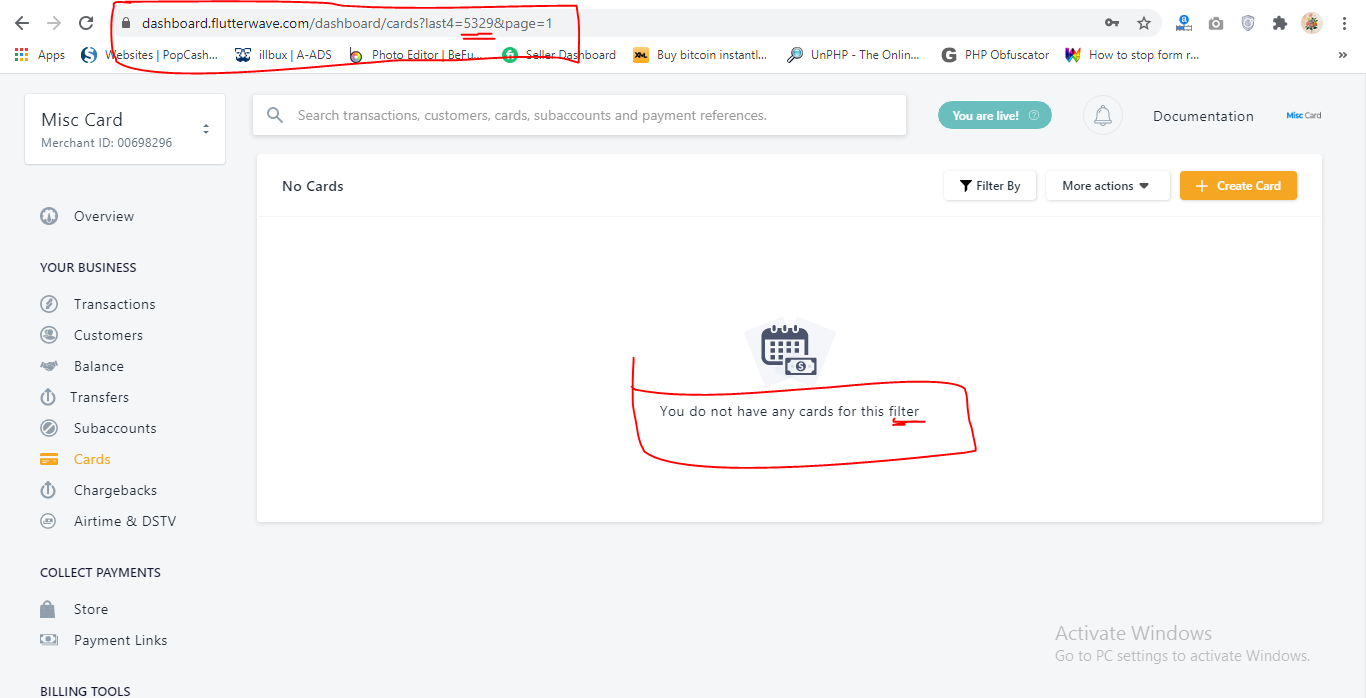 dashboard.flutterwave.com/dashboard/cards?last4=5329&page=1
Apps Websites | PopCash... illbux | A-ADS Photo Editor | BeFu... Seller Dashboard Buy bitcoin instantl... UnPHP - The Onlin... PHP Obfuscator How to stop form r... »
Misc Card
Merchant ID: 00698296
Search transactions, customers, cards, subaccounts and payment references.
You are live!
Documentation
Misc Card
No Cards
Filter By
More actions
Create Card
Overview
YOUR BUSINESS
Transactions
Customers
Balance
Transfers
Subaccounts
Cards
Chargebacks
Airtime & DSTV
You do not have any cards for this filter
COLLECT PAYMENTS
Store
Payment Links
BILLING TOOLS
Activate Windows
Go to PC settings to activate Windows.